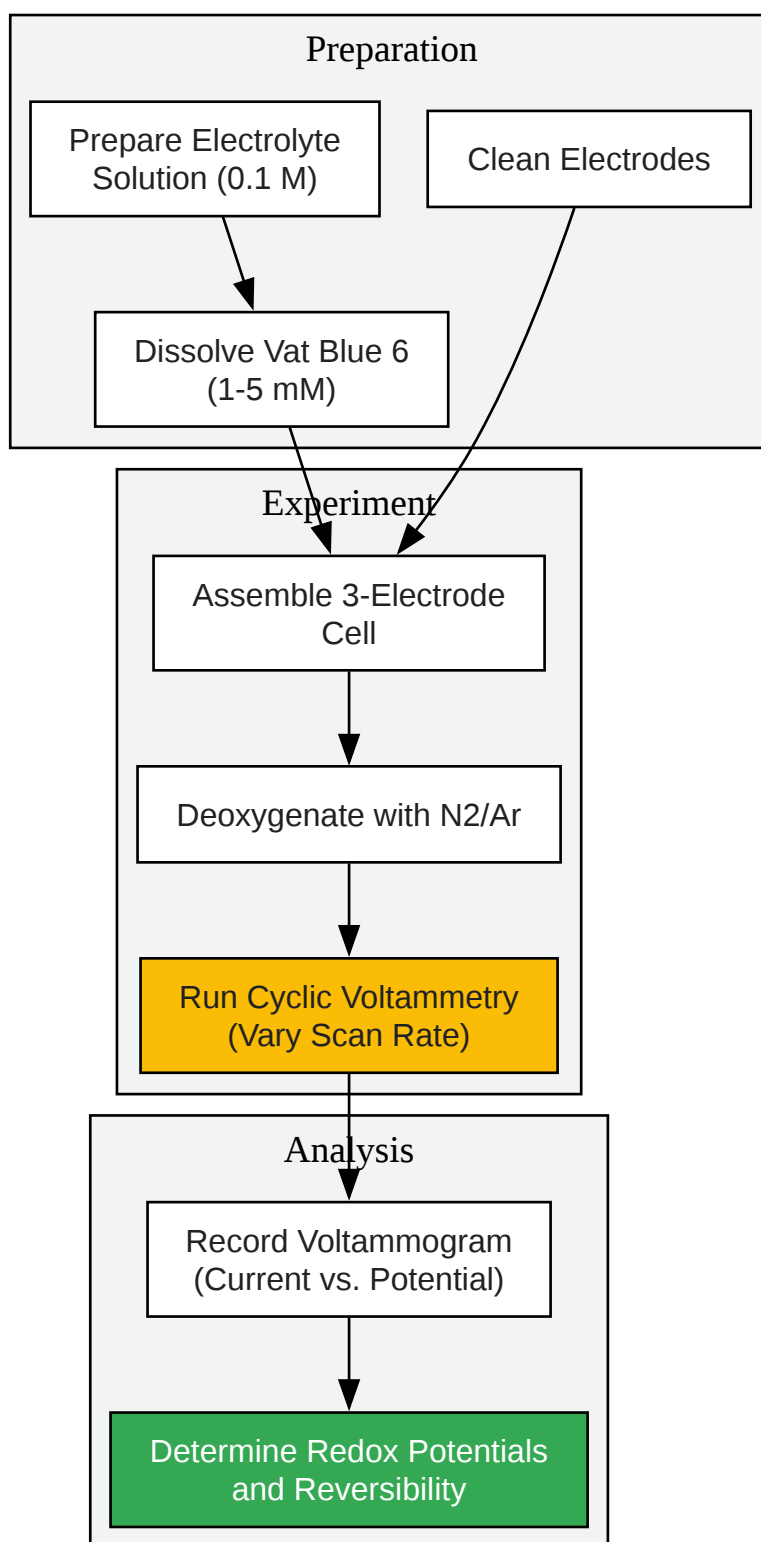 Preparation
Prepare Electrolyte
Solution (0.1 M)
Clean Electrodes
Dissolve Vat Blue 6
(1-5 mM)
Experiment
Assemble 3-Electrode
Cell
Deoxygenate with N2/Ar
Run Cyclic Voltammetry
(Vary Scan Rate)
Analysis
Record Voltammogram
(Current vs. Potential)
Determine Redox Potentials
and Reversibility